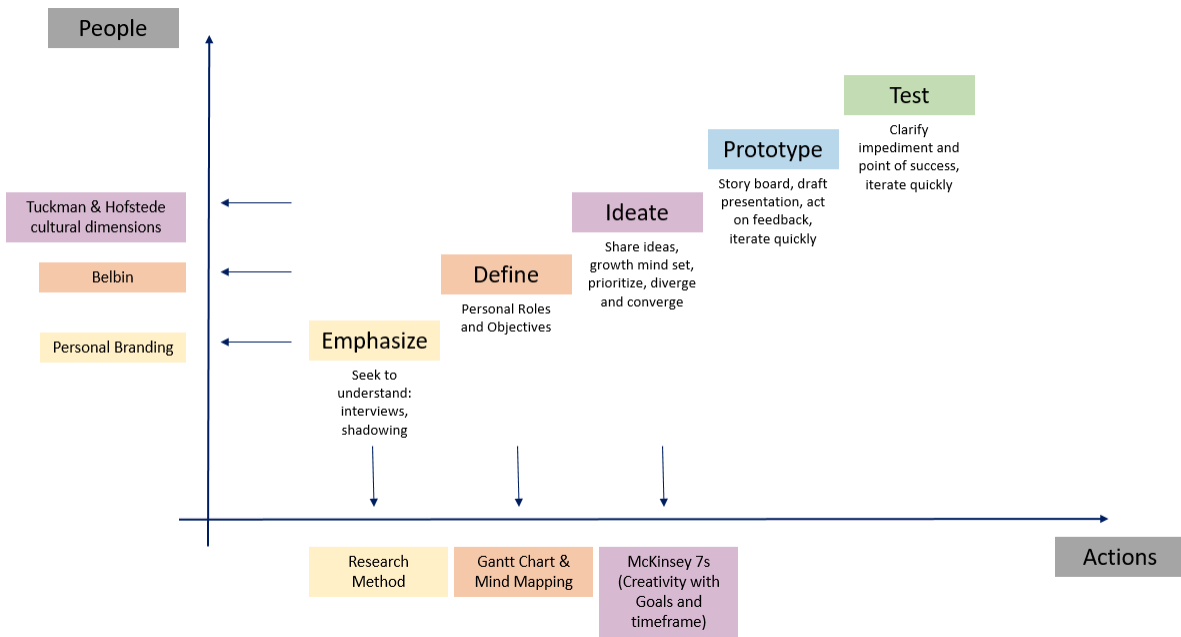 People
Test
Clarify
impediment and
point of success,
iterate quickly
Prototype
Story board, draft
presentation, act
on feedback,
iterate quickly
Ideate
Share ideas,
growth mind set,
prioritize, diverge
and converge
Define
Personal Roles
and Objectives
Emphasize
Seek to
understand:
interviews,
shadowing
Tuckman & Hofstede
cultural dimensions
Belbin
Personal Branding
Research
Method
Gantt Chart &
Mind Mapping
McKinsey 7s
(Creativity with
Goals and
timeframe)
Actions